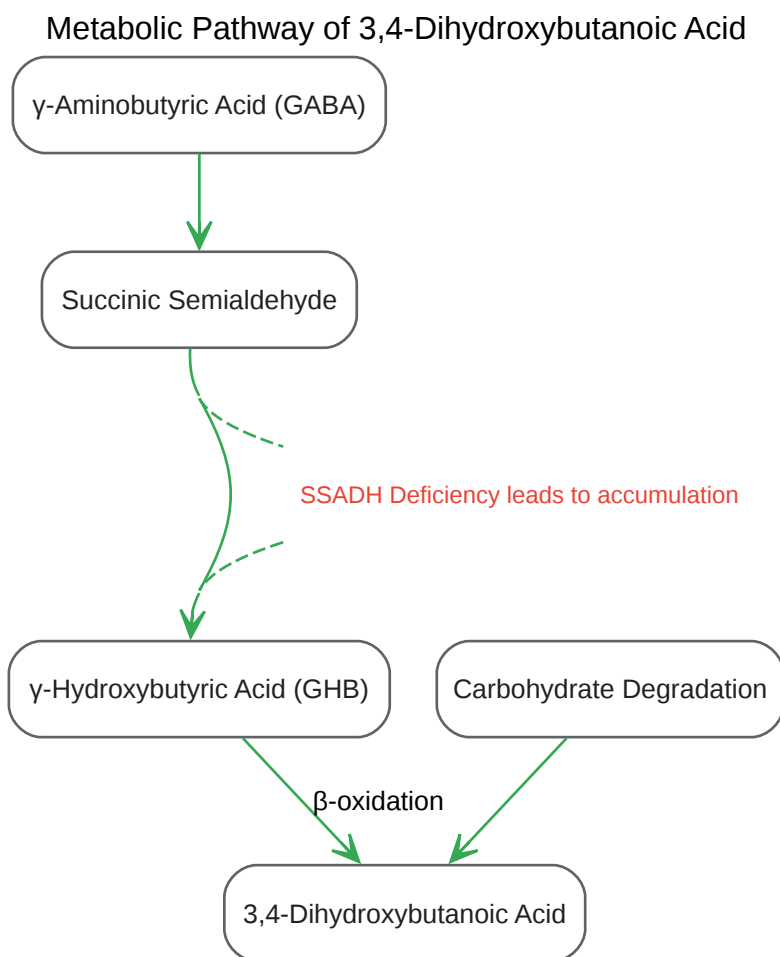 Metabolic Pathway of 3,4-Dihydroxybutanoic Acid
γ-Aminobutyric Acid (GABA)
Succinic Semialdehyde
SSADH Deficiency leads to accumulation
γ-Hydroxybutyric Acid (GHB)
Carbohydrate Degradation
β-oxidation
3,4-Dihydroxybutanoic Acid